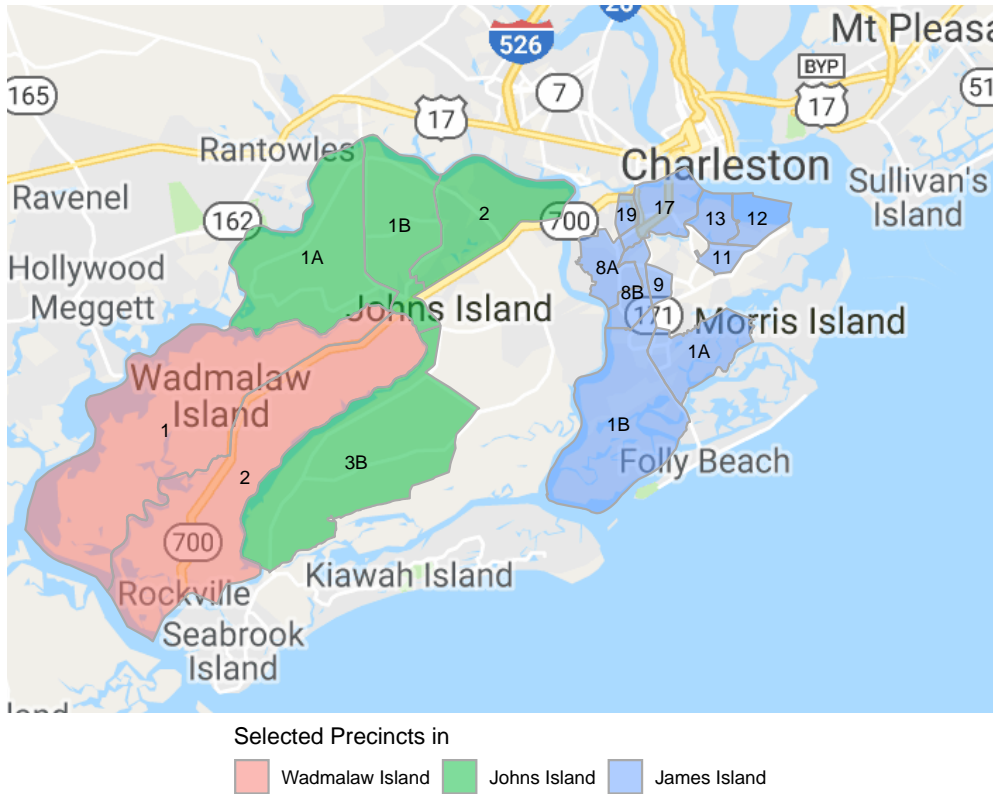 26
Mt Pleasa
526
BYP
165
7
51
17
17
Rantowles
Charleston
Ravenel
Sullivan's
Island
162
700
1B
2
19
17
13
12
1A
11
Hollywood
Meggett
8A
9
8B
Johns Island
171
Morris Island
1A
Wadmalaw
Island
1
1B
3B
Folly Beach
2
700
Kiawah Island
Rockville
Seabrook
Island
Selected Precincts in
Wadmalaw Island
Johns Island
James Island